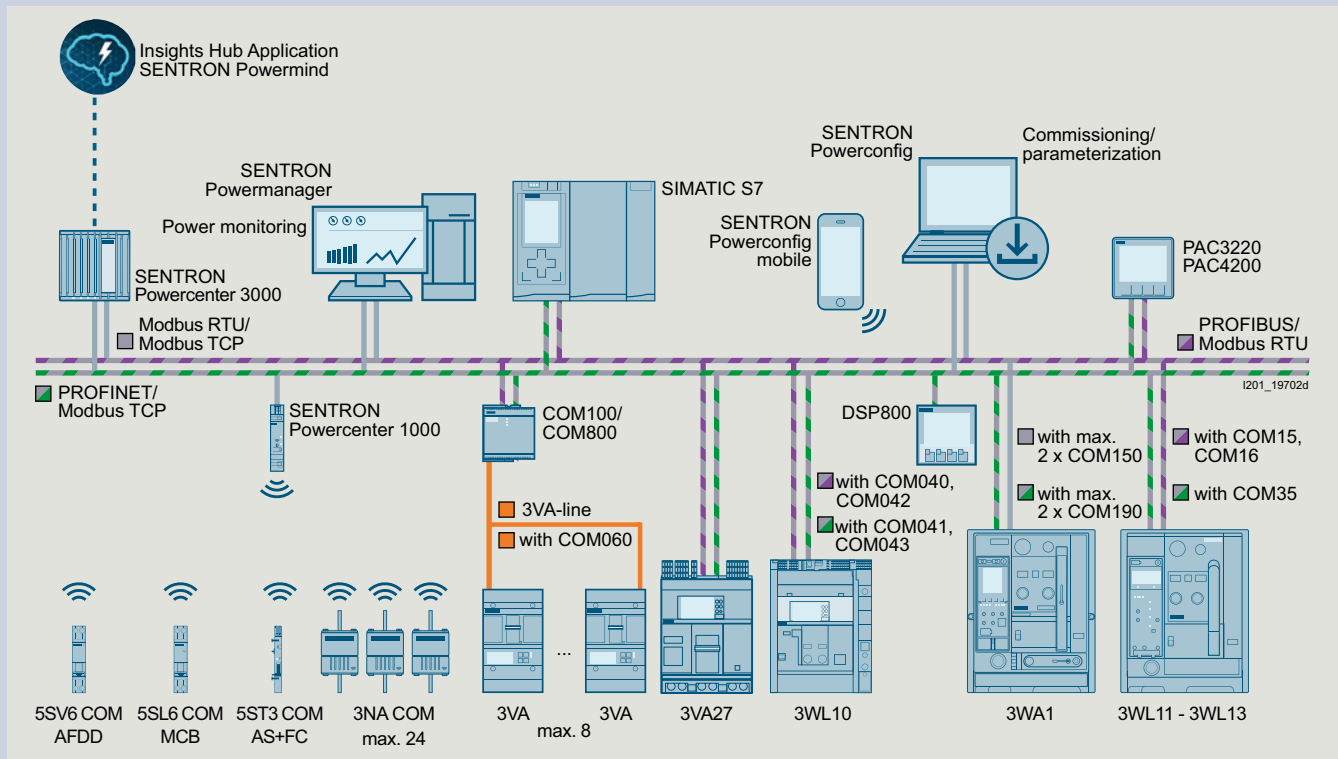 Insights Hub Application
SENTRON Powermind
SENTRON
Powermanager
Power monitoring
SENTRON
Powercenter 3000
Modbus RTU/
Modbus TCP
SIMATIC S7
SENTRON
Powerconfig
Commissioning/
parameterization
SENTRON
Powerconfig
mobile
PAC3220
PAC4200
PROFIBUS/
Modbus RTU
PROFINET/
Modbus TCP
I201_19702d
SENTRON
Powercenter 1000
COM100/
COM800
DSP800
3VA-line
with COM060
with COM040,
COM042
with COM041,
COM043
with max.
2 x COM150
with max.
2 x COM190
with COM15,
COM16
with COM35
...
5SV6 COM
AFDD
5SL6 COM
MCB
5ST3 COM
AS+FC
3NA COM
max. 24
3VA
3VA
max. 8
3VA27
3WL10
3WA1
3WL11 - 3WL13